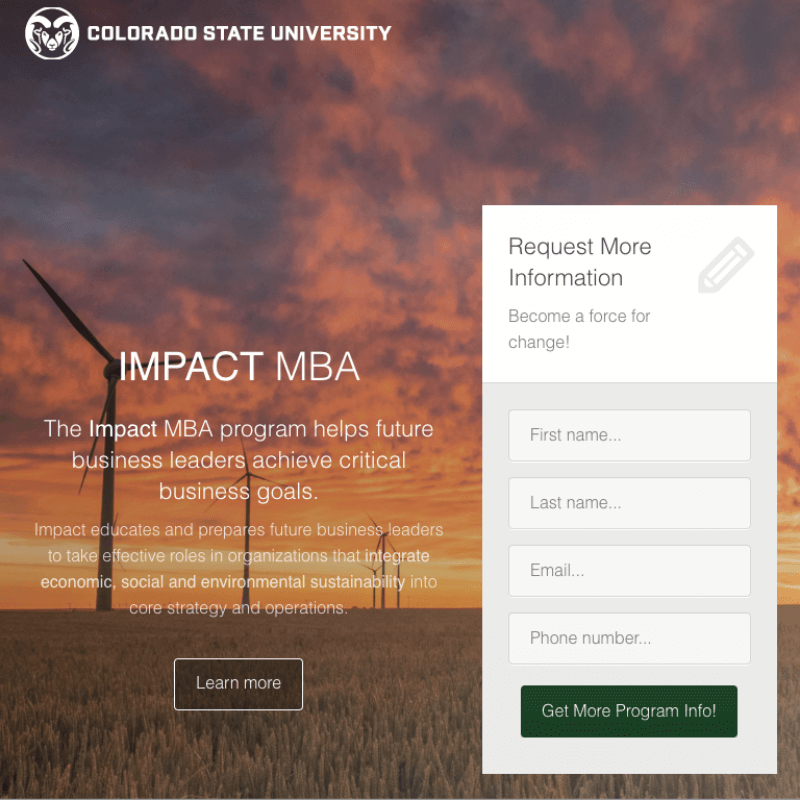 COLORADO STATE UNIVERSITY
IMPACT MBA
The Impact MBA program helps future
business leaders achieve critical
business goals.
Impact educates and prepares future business leaders
to take effective roles in organizations that integrate
economic, social and environmental sustainability into
core strategy and operations.
Learn more
Request More
Information
Become a force for
change!
First name...
Last name...
Email...
Phone number...
Get More Program Info!